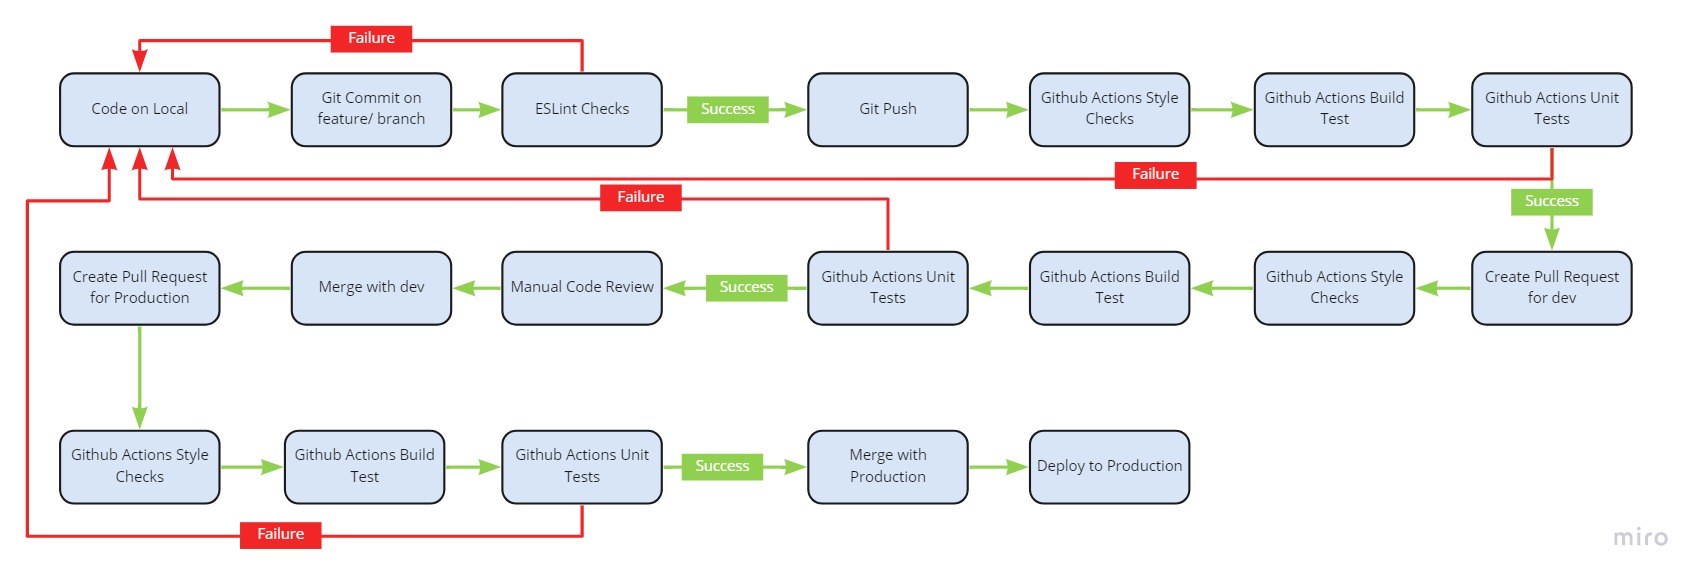 Failure
Code on Local
Git Commit on
feature/ branch
ESLint Checks
Success
Git Push
Github Actions Style
Checks
Github Actions Build
Test
Github Actions Unit
Tests
Failure
Failure
Success
Create Pull Request
for Production
Merge with dev
Manual Code Review
Success
Github Actions Unit
Tests
Github Actions Build
Test
Github Actions Style
Checks
Create Pull Request
for dev
Github Actions Style
Checks
Github Actions Build
Test
Github Actions Unit
Tests
Success
Merge with
Production
Deploy to Production
Failure
miro